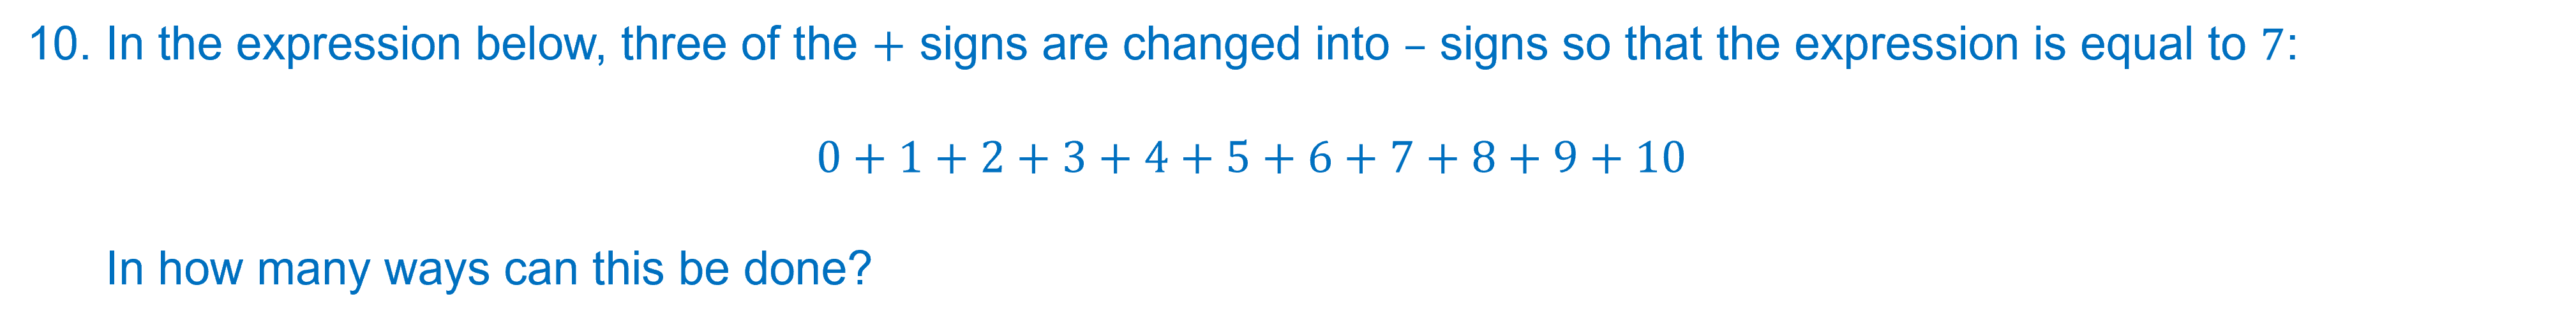 10. In the expression below, three of the + signs are changed into – signs so that the expression is equal to 7:
0 + 1 + 2 + 3 + 4 + 5 + 6 + 7 + 8 + 9 + 10
In how many ways can this be done?